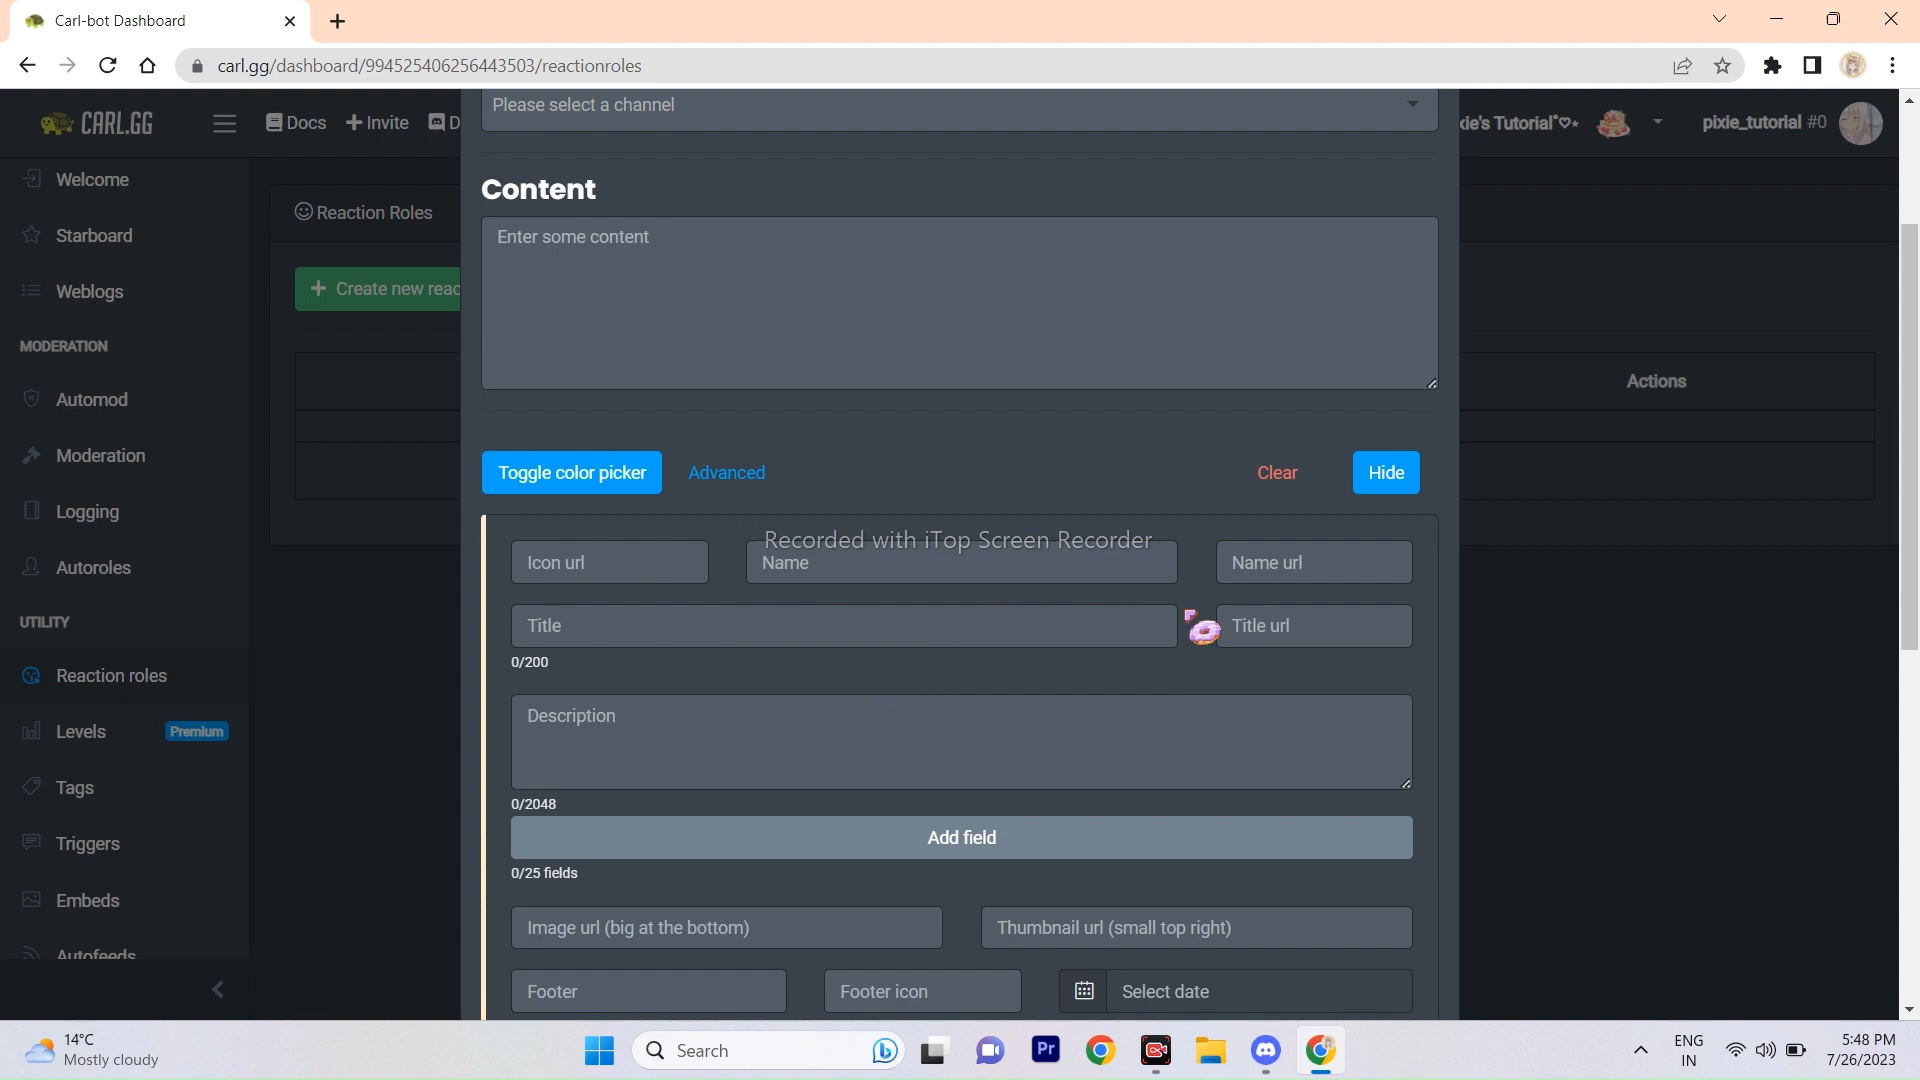 Carl-bot Dashboard
carl.gg/dashboard/994525406256443503/reactionroles
CARL.GG
Docs
Invite
D
Please select a channel
kie's Tutorial˚♡⋆
pixie_tutorial #0
Welcome
Starboard
Weblogs
MODERATION
Automod
Moderation
Logging
Autoroles
UTILITY
Reaction roles
Levels Premium
Tags
Triggers
Embeds
Autofeeds
Reaction Roles
Create new reac
Actions
Content
Enter some content
Toggle color picker
Advanced
Clear
Hide
Recorded with iTop Screen Recorder
Icon url
Name
Name url
Title
Title url
0/200
Description
0/2048
Add field
0/25 fields
Image url (big at the bottom)
Thumbnail url (small top right)
Footer
Footer icon
Select date
14°C
Mostly cloudy
Search
Pr
ENG
IN
5:48 PM
7/26/2023